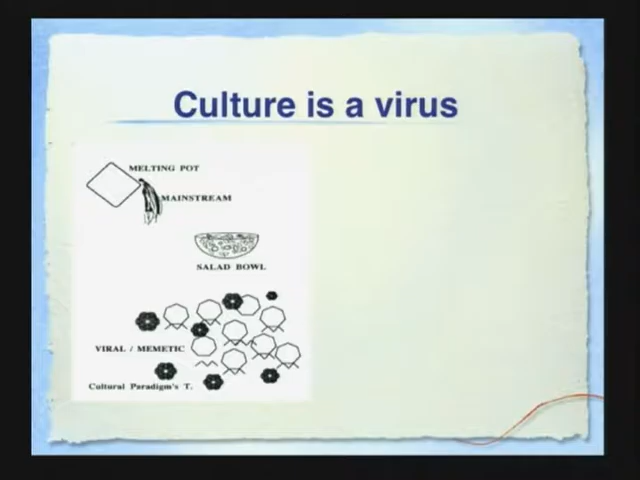 Culture is a virus
MELTING POT
MAINSTREAM
SALAD BOWL
VIRAL / MEMETIC
Cultural Paradigm's T.